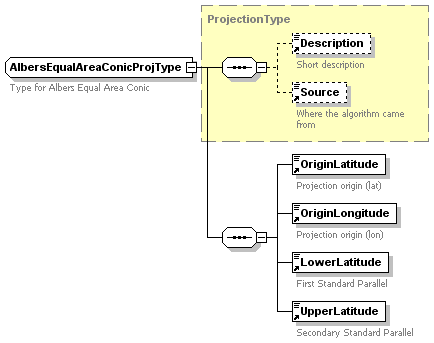 ProjectionType
Description
Short description
AlbersEqualAreaConicProjType
Type for Albers Equal Area Conic
Source
Where the algorithm came
from
OriginLatitude
Projection origin (lat)
OriginLongitude
Projection origin (lon)
LowerLatitude
First Standard Parallel
UpperLatitude
Secondary Standard Parallel